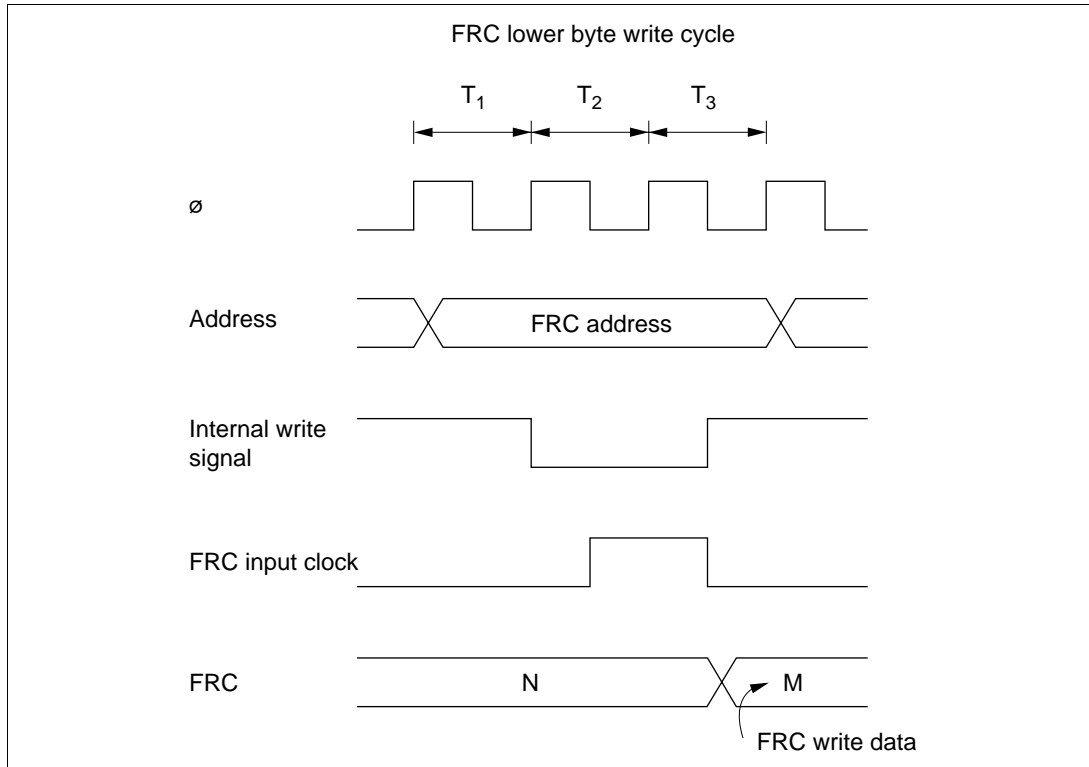 FRC lower byte write cycle
T1 T2 T3
ø
Address
FRC address
Internal write
signal
FRC input clock
FRC
N
M
FRC write data